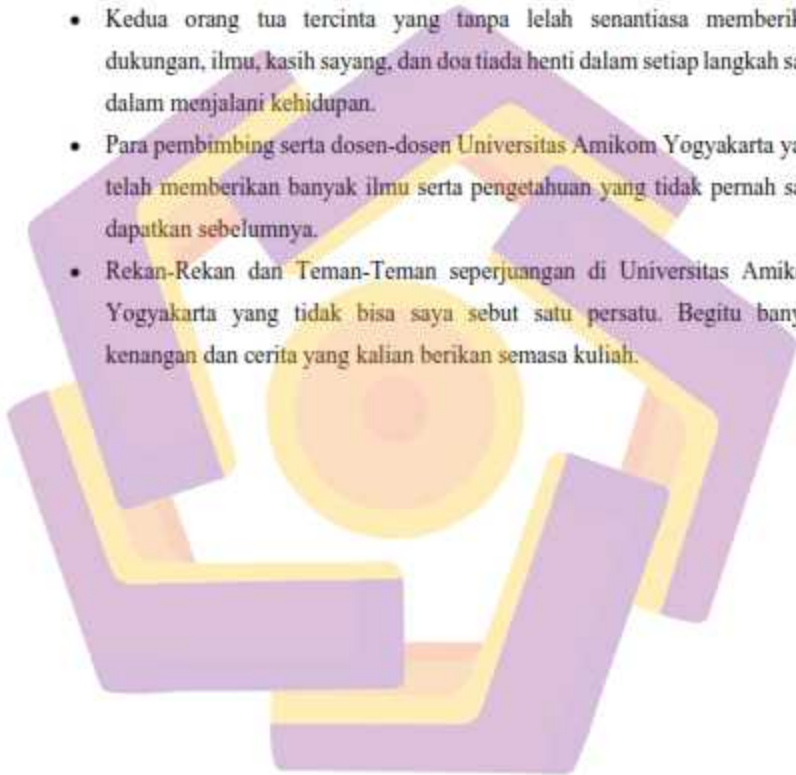 • Kedua orang tua tercinta yang tanpa lelah senantiasa memberik
dukungan, ilmu, kasih sayang, dan doa tiada henti dalam setiap langkah sa
dalam menjalani kehidupan.
• Para pembimbing serta dosen-dosen Universitas Amikom Yogyakarta ya
telah memberikan banyak ilmu serta pengetahuan yang tidak pernah sa
dapatkan sebelumnya.
• Rekan-Rekan dan Teman-Teman seperjuangan di Universitas Amik
Yogyakarta yang tidak bisa saya sebut satu persatu. Begitu bany
kenangan dan cerita yang kalian berikan semasa kuliah.